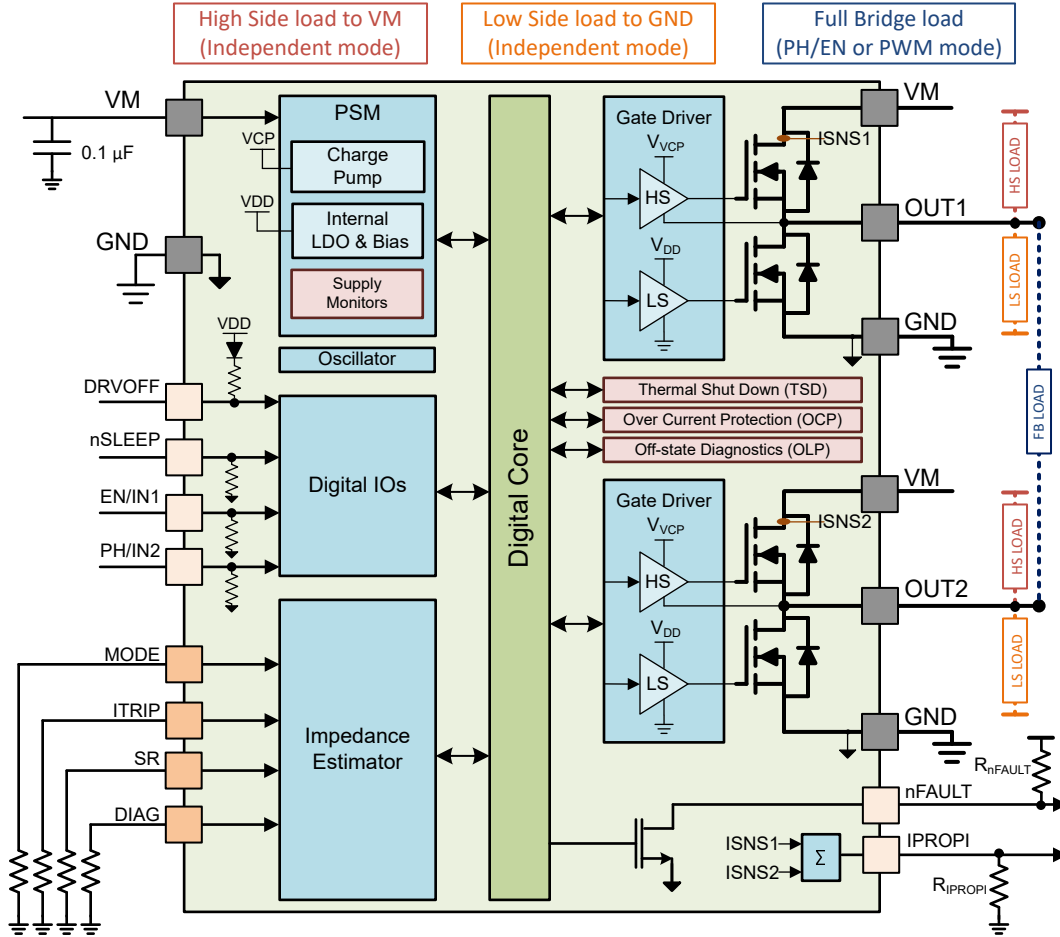 High Side load to VM
(Independent mode)
Low Side load to GND
(Independent mode)
Full Bridge load
(PH/EN or PWM mode)
VM
0.1 µF
GND
PSM
VCP
Charge
Pump
VDD
Internal
LDO & Bias
Supply
Monitors
Oscillator
VDD
DRVOFF
nSLEEP
EN/IN1
PH/IN2
Digital IOs
MODE
ITRIP
SR
DIAG
Impedance
Estimator
Digital Core
Gate Driver
VVCP
HS
VDD
LS
ISNS1
VM
OUT1
GND
HS LOAD
LS LOAD
FB LOAD
Thermal Shut Down (TSD)
Over Current Protection (OCP)
Off-state Diagnostics (OLP)
Gate Driver
VVCP
HS
VDD
LS
ISNS2
VM
OUT2
GND
HS LOAD
LS LOAD
RnFAULT
nFAULT
ISNS1
ISNS2
Σ
IPROPI
RIPROPI